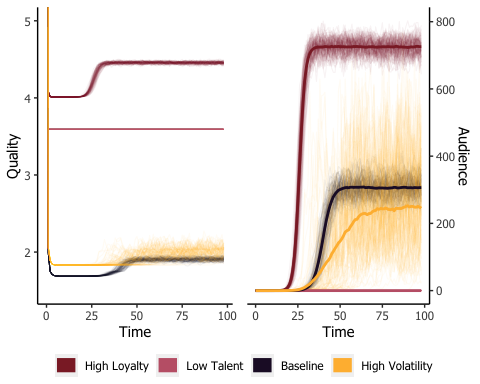 5
4
3
2
Quality
0
25
50
75
100
Time
800
600
400
200
0
Audience
0
25
50
75
100
Time
High Loyalty
Low Talent
Baseline
High Volatility